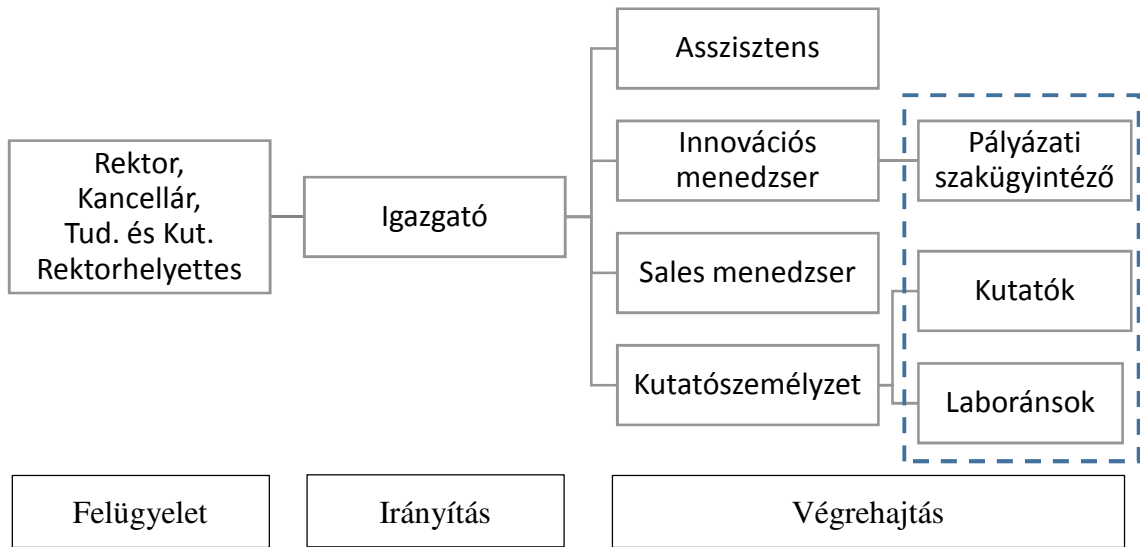 Rektor,
Kancellár,
Tud. és Kut.
Rektorhelyettes
Igazgató
Asszisztens
Innovációs
menedzser
Pályázati
szakügyintéző
Sales menedzser
Kutatószemélyzet
Kutatók
Laboránsok
Felügyelet
Irányítás
Végrehajtás